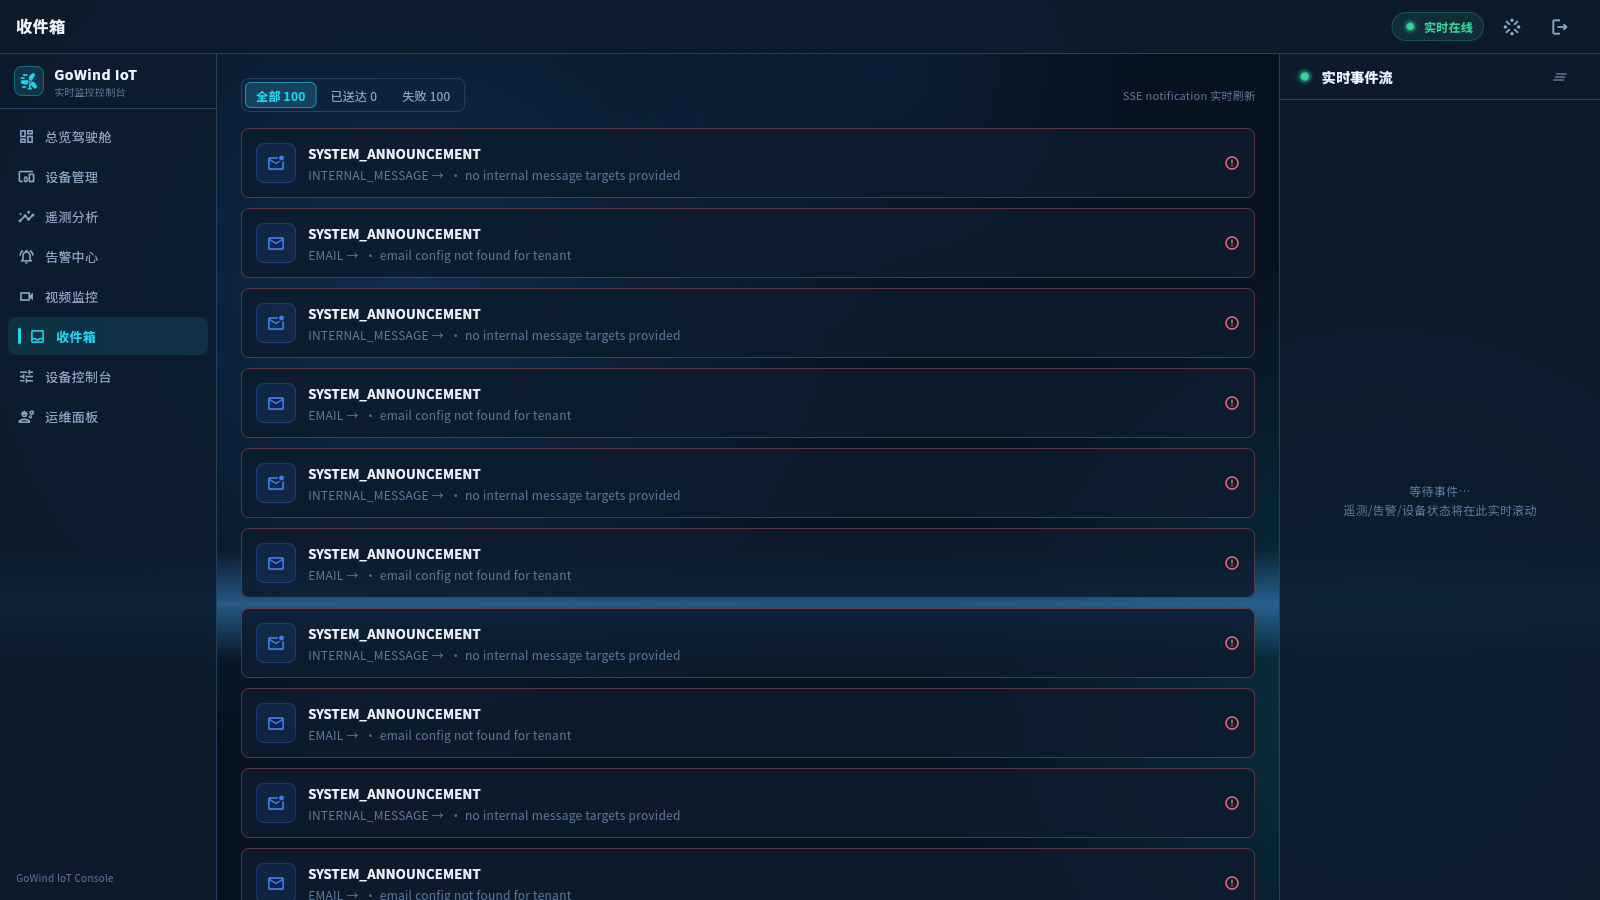 收件箱
实时在线
GoWind IoT
实时监控控制台
总览驾驶舱
设备管理
遥测分析
告警中心
视频监控
收件箱
设备控制台
运维面板
GoWind IoT Console
全部 100 已送达 0 失败 100
SSE notification 实时刷新
SYSTEM_ANNOUNCEMENT
INTERNAL_MESSAGE → • no internal message targets provided
SYSTEM_ANNOUNCEMENT
EMAIL → • email config not found for tenant
SYSTEM_ANNOUNCEMENT
INTERNAL_MESSAGE → • no internal message targets provided
SYSTEM_ANNOUNCEMENT
EMAIL → • email config not found for tenant
SYSTEM_ANNOUNCEMENT
INTERNAL_MESSAGE → • no internal message targets provided
SYSTEM_ANNOUNCEMENT
EMAIL → • email config not found for tenant
SYSTEM_ANNOUNCEMENT
INTERNAL_MESSAGE → • no internal message targets provided
SYSTEM_ANNOUNCEMENT
EMAIL → • email config not found for tenant
SYSTEM_ANNOUNCEMENT
INTERNAL_MESSAGE → • no internal message targets provided
SYSTEM_ANNOUNCEMENT
EMAIL → • email config not found for tenant
实时事件流
等待事件…
遥测/告警/设备状态将在此实时滚动